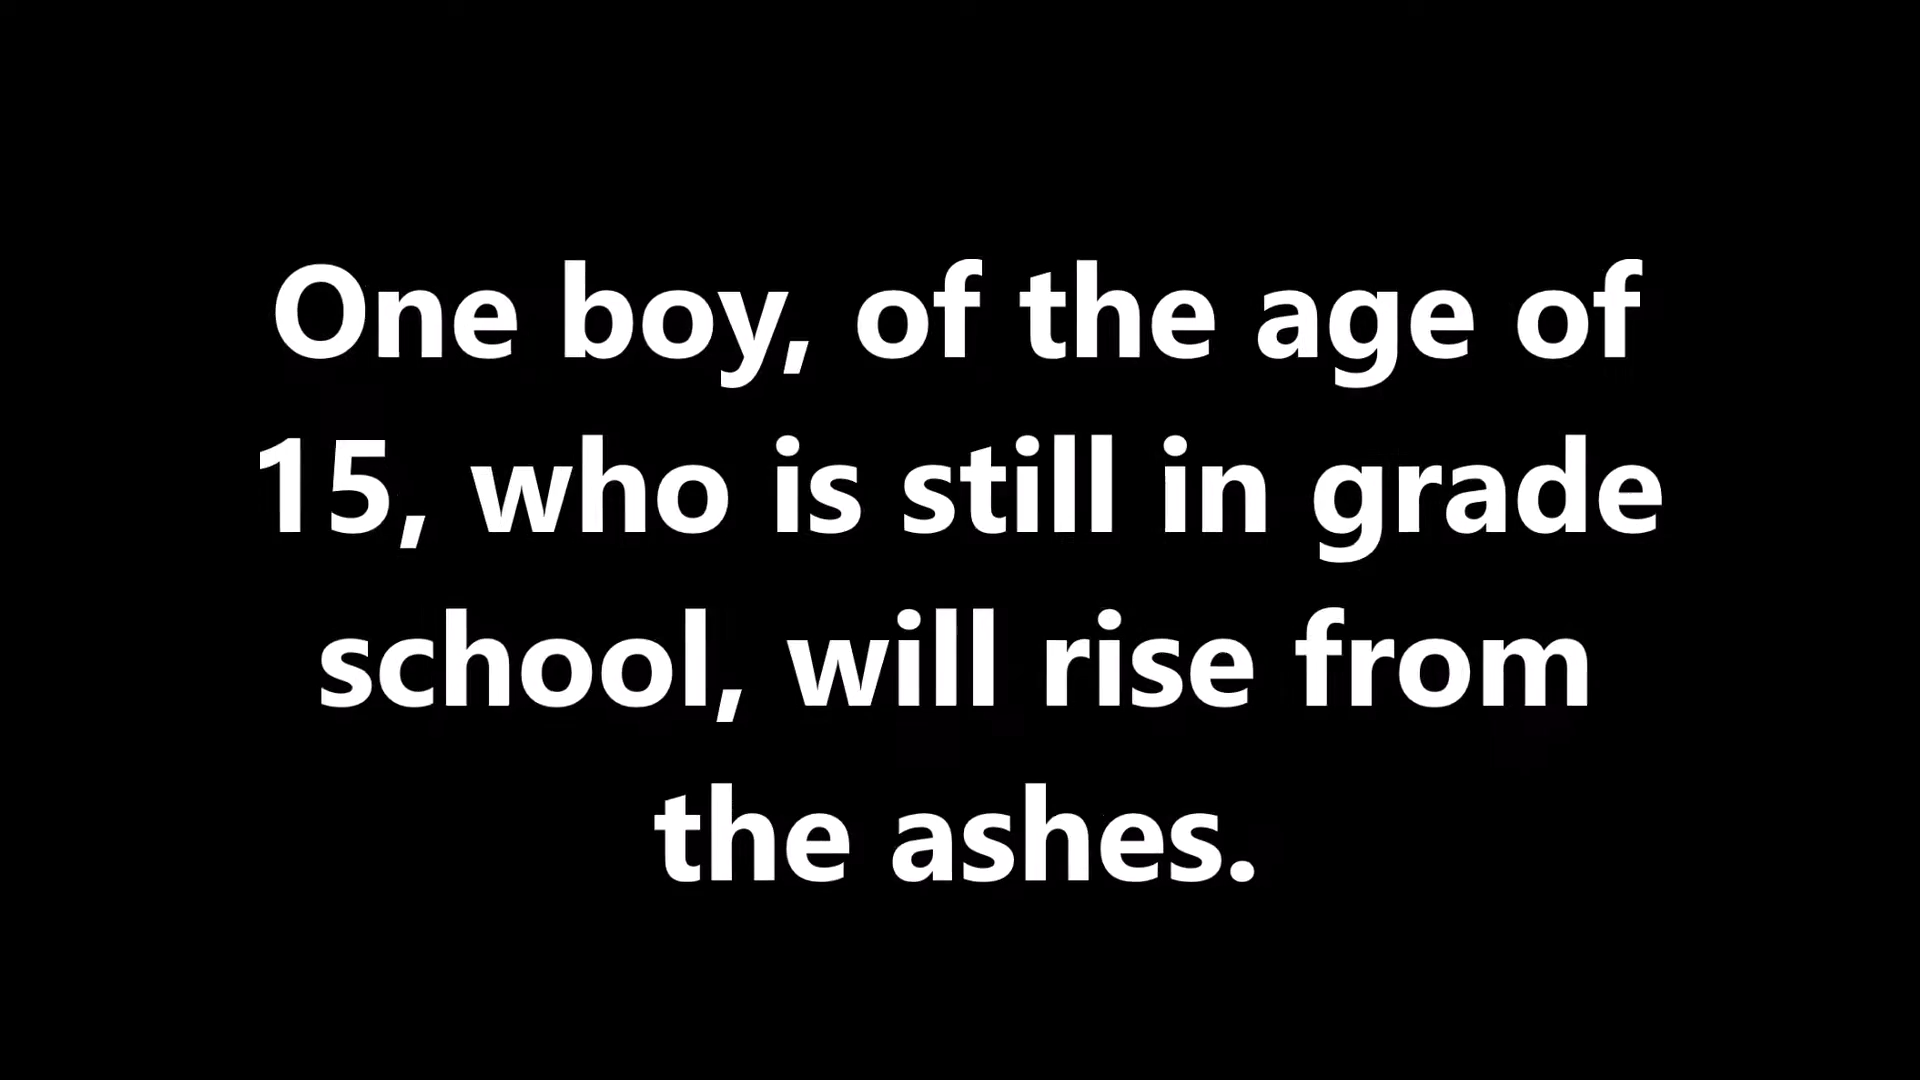 One boy, of the age of
15, who is still in grade
school, will rise from
the ashes.